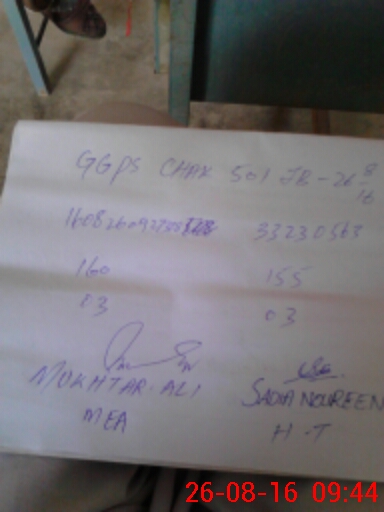 GGPS CHAK 501 JB - 26 8/16
33230563
160 155
03 03
MUKHTAR. ALI SADIA NOUREEN
MEA H.T
26-08-16 09:44